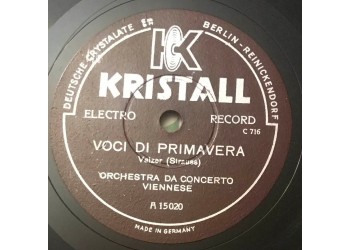 DEUTSCHE CRYSTALATE
BERLIN - REINICKENDORF
K
KRISTALL
ELECTRO RECORD
C 716
VOCI DI PRIMAVERA
Valzer (Strauss)
ORCHESTRA DA CONCERTO
VIENNESE
A 15020
MADE IN GERMANY